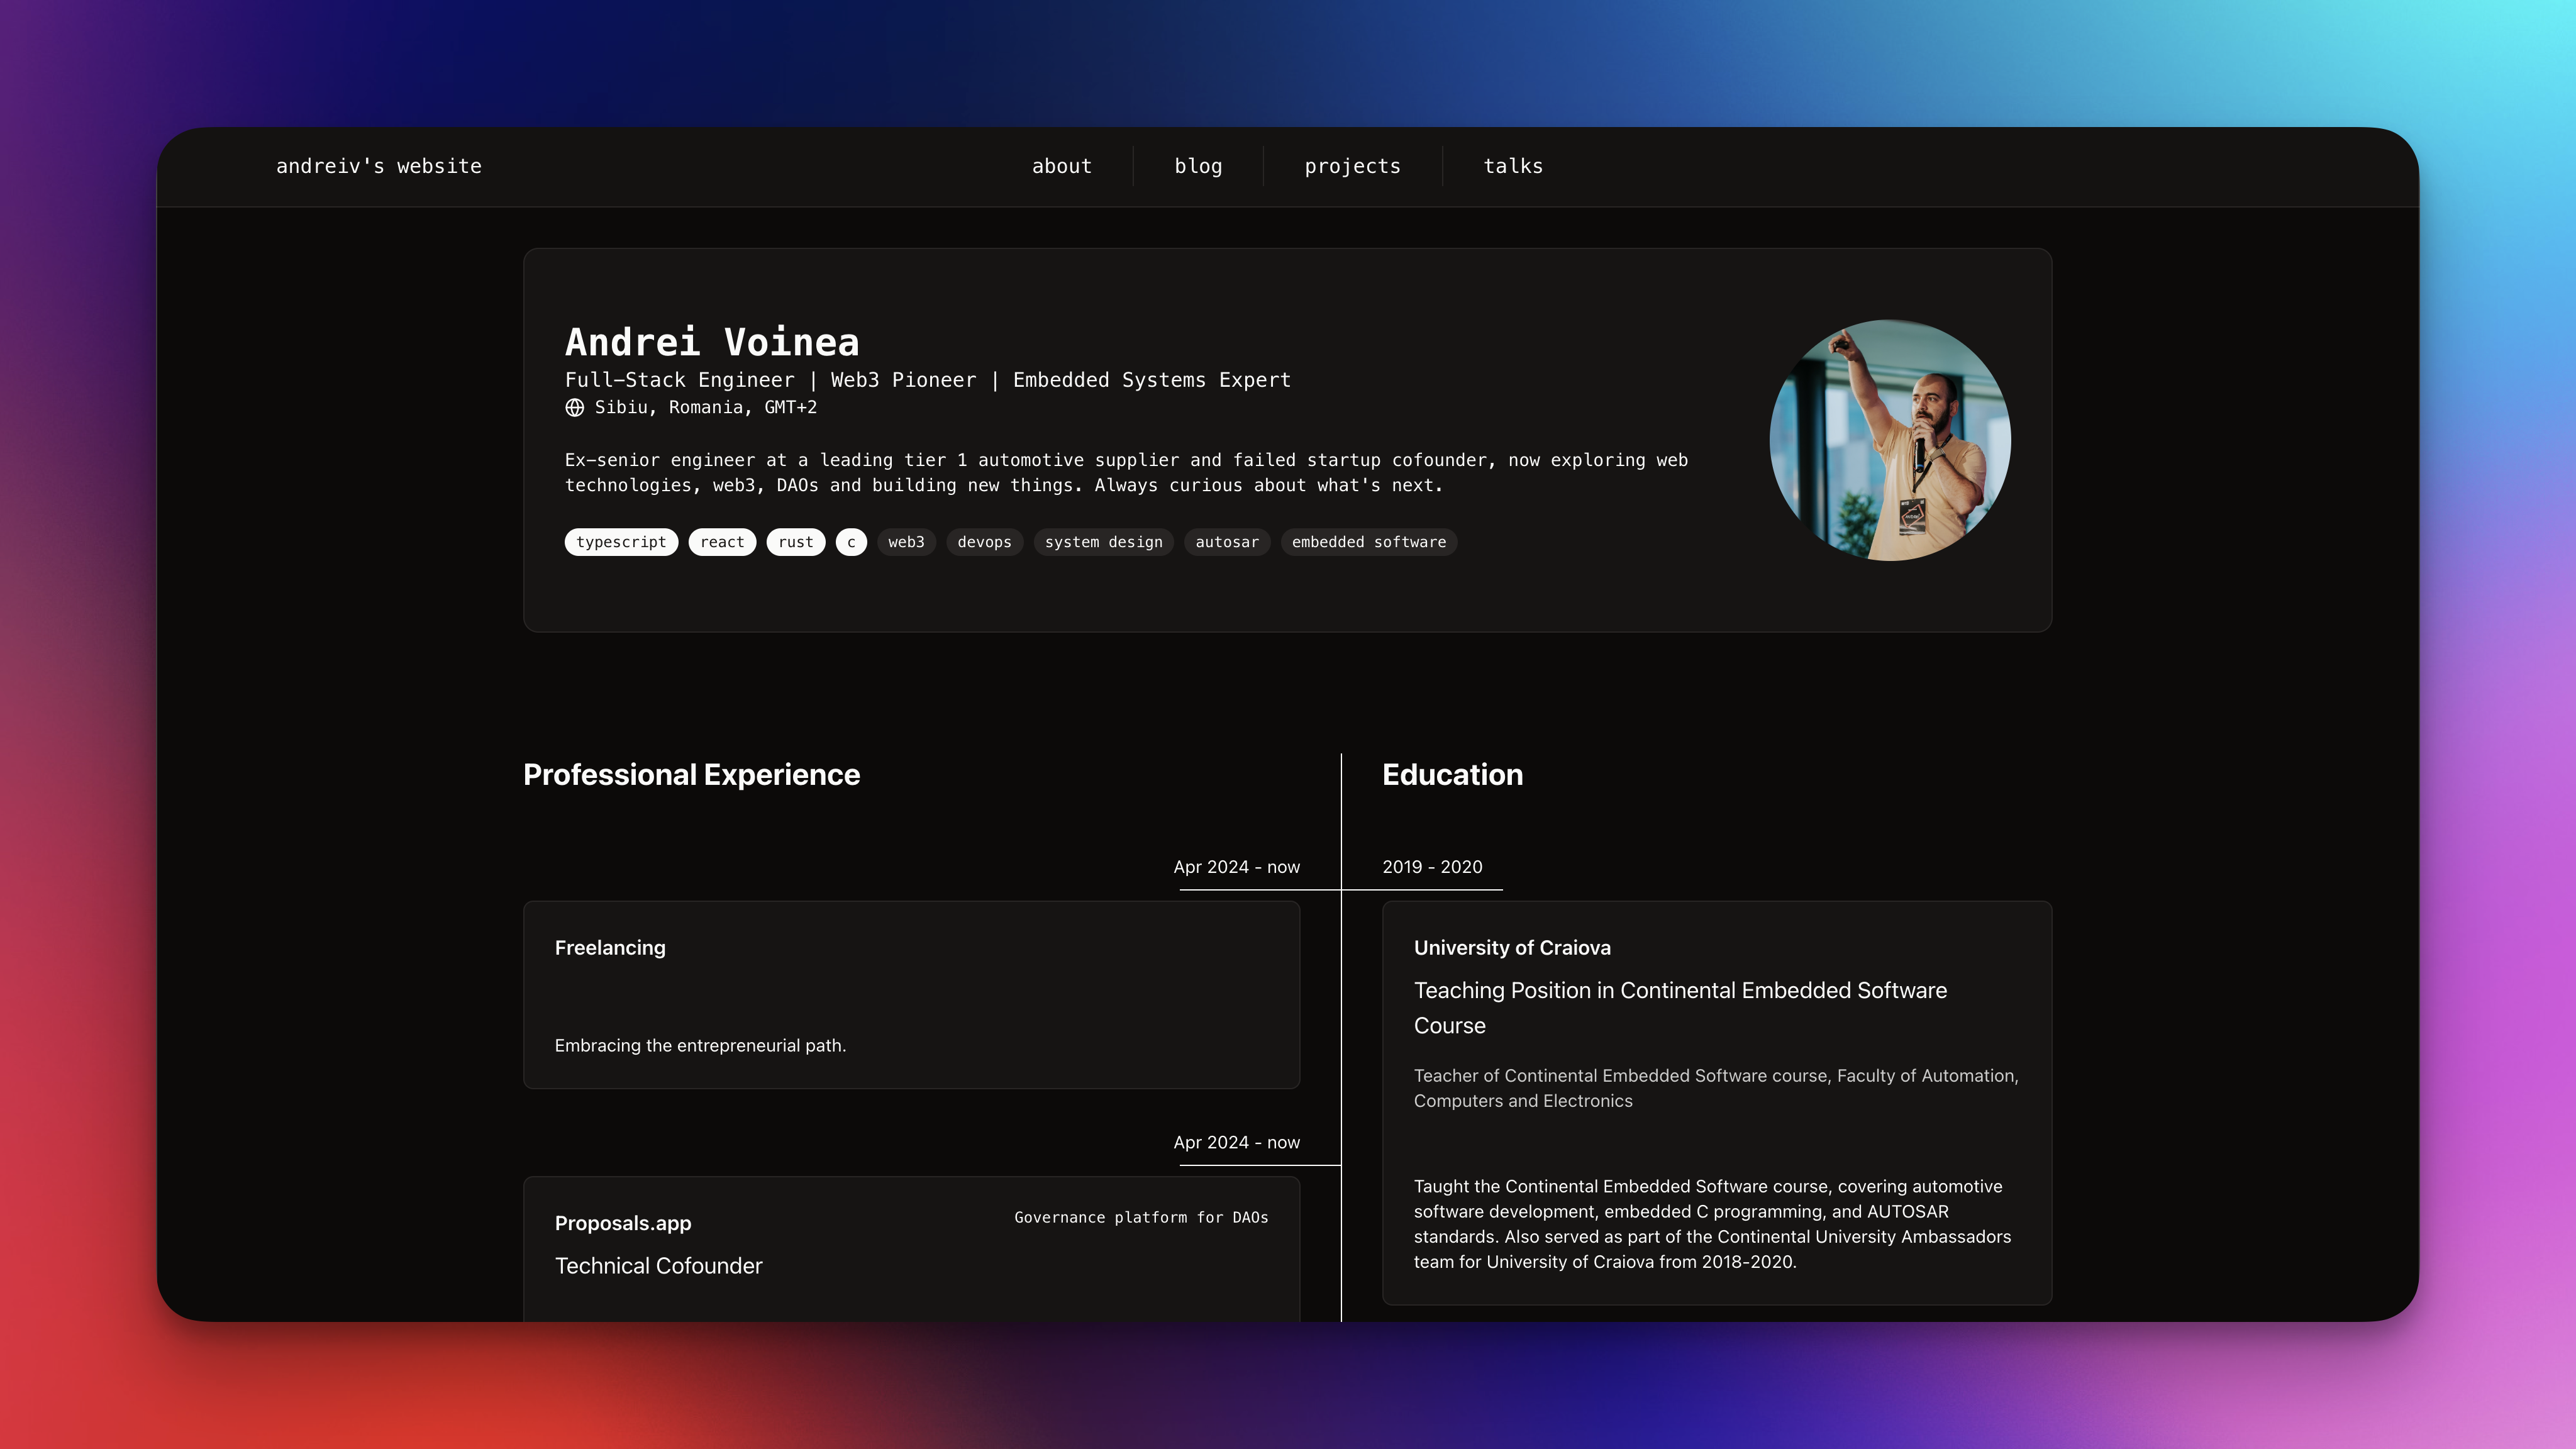 andreiv's website
about
blog
projects
talks
Andrei Voinea
Full-Stack Engineer | Web3 Pioneer | Embedded Systems Expert
Sibiu, Romania, GMT+2
Ex-senior engineer at a leading tier 1 automotive supplier and failed startup cofounder, now exploring web
technologies, web3, DAOs and building new things. Always curious about what's next.
typescript
react
rust
c
web3
devops
system design
autosar
embedded software
Professional Experience
Apr 2024 - now
Freelancing
Embracing the entrepreneurial path.
Apr 2024 - now
Proposals.app
Governance platform for DAOs
Technical Cofounder
Education
2019 - 2020
University of Craiova
Teaching Position in Continental Embedded Software
Course
Teacher of Continental Embedded Software course, Faculty of Automation,
Computers and Electronics
Taught the Continental Embedded Software course, covering automotive
software development, embedded C programming, and AUTOSAR
standards. Also served as part of the Continental University Ambassadors
team for University of Craiova from 2018-2020.